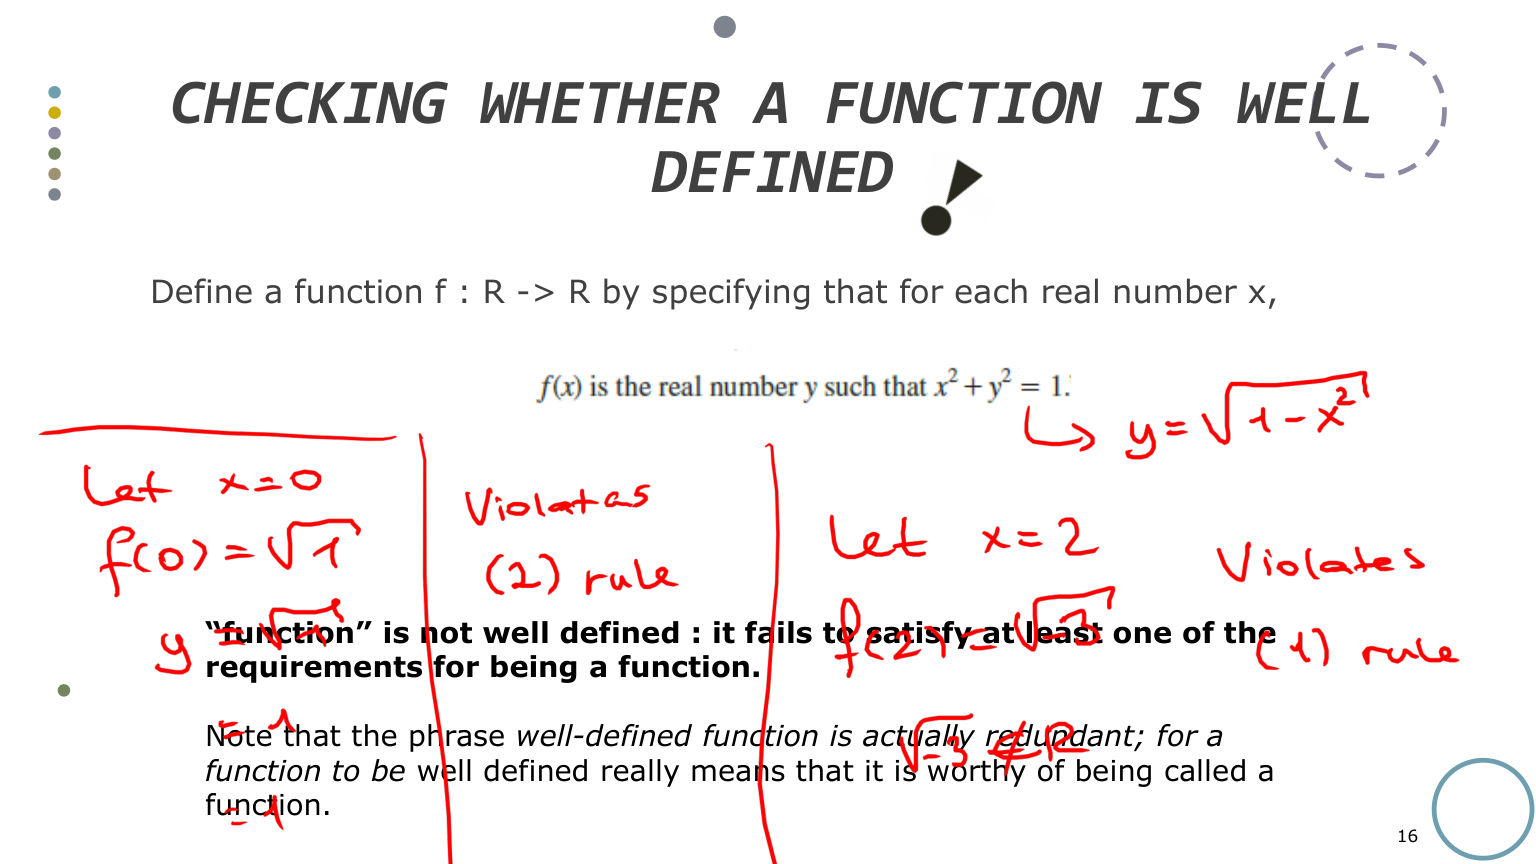 CHECKING WHETHER A FUNCTION IS WELL
DEFINED
Define a function f : R -> R by specifying that for each real number x,
f(x) is the real number y such that x² + y² = 1.
y = √1 - x²
Let x = 0
f(0) = √1
y = √1
= 1
= 1
Violates
(2) rule
Let x = 2
f(2) = √-3
√-3 ∉ R
Violates
(1) rule
“function” is not well defined : it fails to satisfy at least one of the
requirements for being a function.
Note that the phrase well-defined function is actually redundant; for a
function to be well defined really means that it is worthy of being called a
function.
16